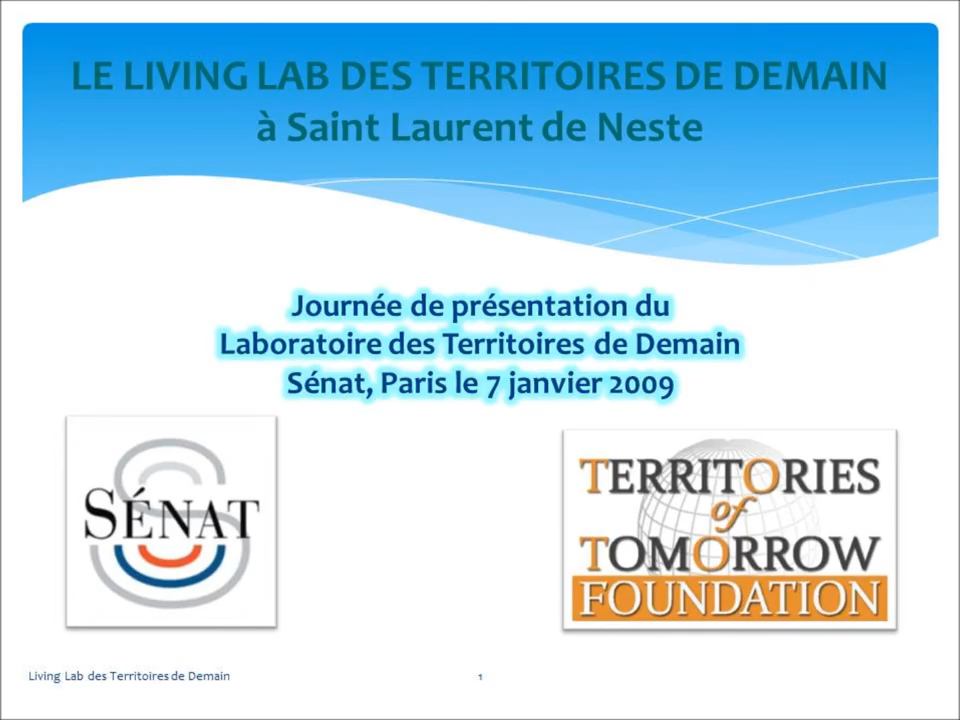 LE LIVING LAB DES TERRITOIRES DE DEMAIN
à Saint Laurent de Neste
Journée de présentation du
Laboratoire des Territoires de Demain
Sénat, Paris le 7 janvier 2009
SÉNAT
TERRITORIES
of
TOMORROW
FOUNDATION
Living Lab des Territoires de Demain
1